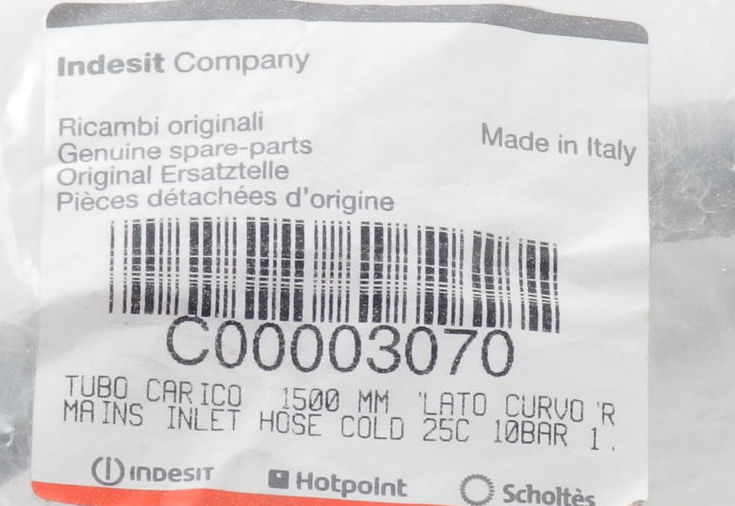 Indesit Company
Ricambi originali
Genuine spare-parts
Original Ersatztelle
Pièces détachées d'origine
Made in Italy
C00003070
TUBO CARICO 1500 MM 'LATO CURVO'R
MAINS INLET HOSE COLD 25C 10BAR 1.
INDESIT
Hotpoint
Scholtès